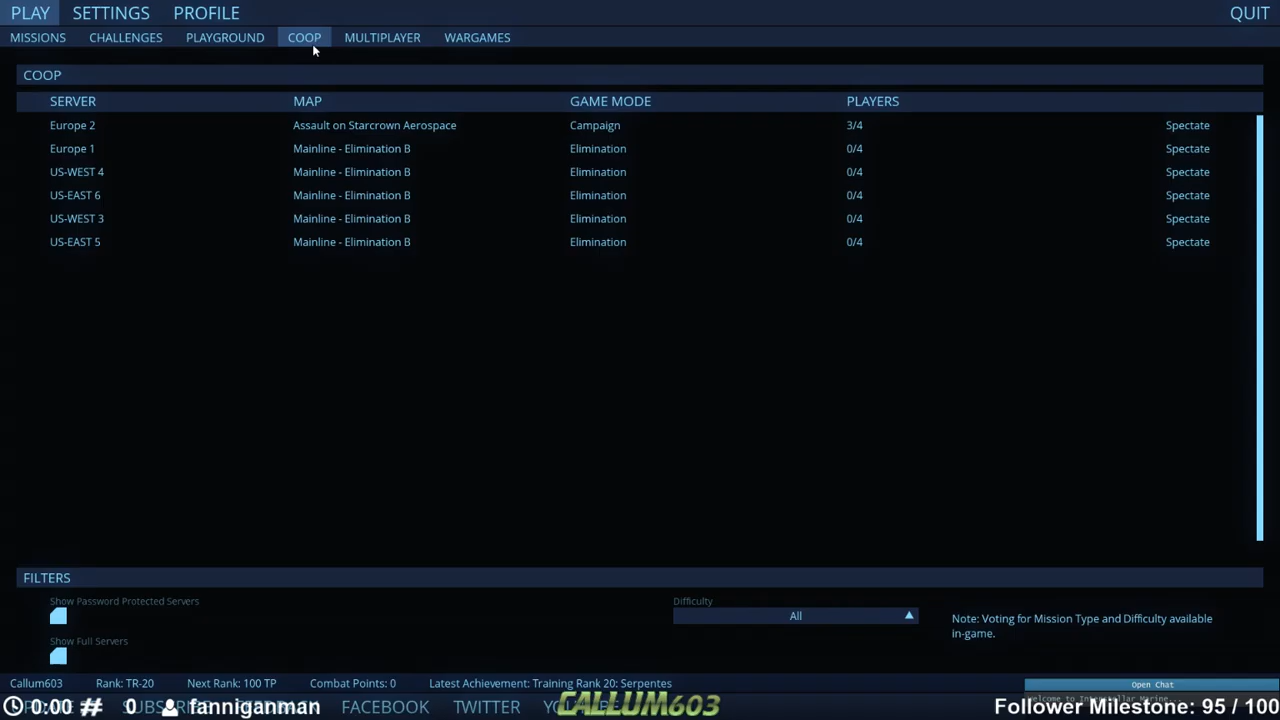 PLAY SETTINGS PROFILE QUIT
MISSIONS CHALLENGES PLAYGROUND COOP MULTIPLAYER WARGAMES
COOP
SERVER MAP GAME MODE PLAYERS
Europe 2 Assault on Starcrown Aerospace Campaign 3/4 Spectate
Europe 1 Mainline - Elimination B Elimination 0/4 Spectate
US-WEST 4 Mainline - Elimination B Elimination 0/4 Spectate
US-EAST 6 Mainline - Elimination B Elimination 0/4 Spectate
US-WEST 3 Mainline - Elimination B Elimination 0/4 Spectate
US-EAST 5 Mainline - Elimination B Elimination 0/4 Spectate
FILTERS
Show Password Protected Servers Difficulty
All
Note: Voting for Mission Type and Difficulty available
in-game.
Show Full Servers
Callum603 Rank: TR-20 Next Rank: 100 TP Combat Points: 0 Latest Achievement: Training Rank 20: Serpentes
Open Chat
Welcome to Interstellar Marine
0:00 # 0 fanniganman FACEBOOK TWITTER CALLUM603 Follower Milestone: 95 / 100